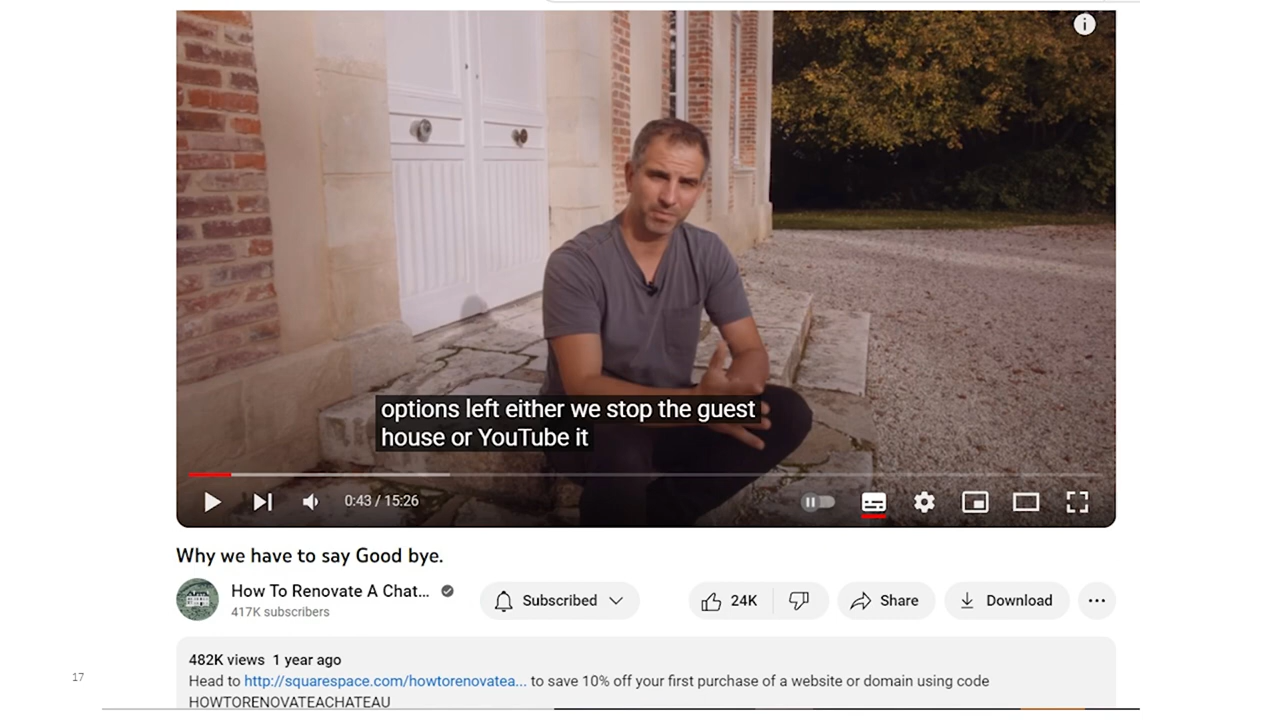 options left either we stop the guest
house or YouTube it
0:43 / 15:26
Why we have to say Good bye.
How To Renovate A Chat...
417K subscribers
Subscribed
24K
Share
Download
482K views 1 year ago
Head to http://squarespace.com/howtorenovatea... to save 10% off your first purchase of a website or domain using code
HOWTORENOVATEACHATEAU
17